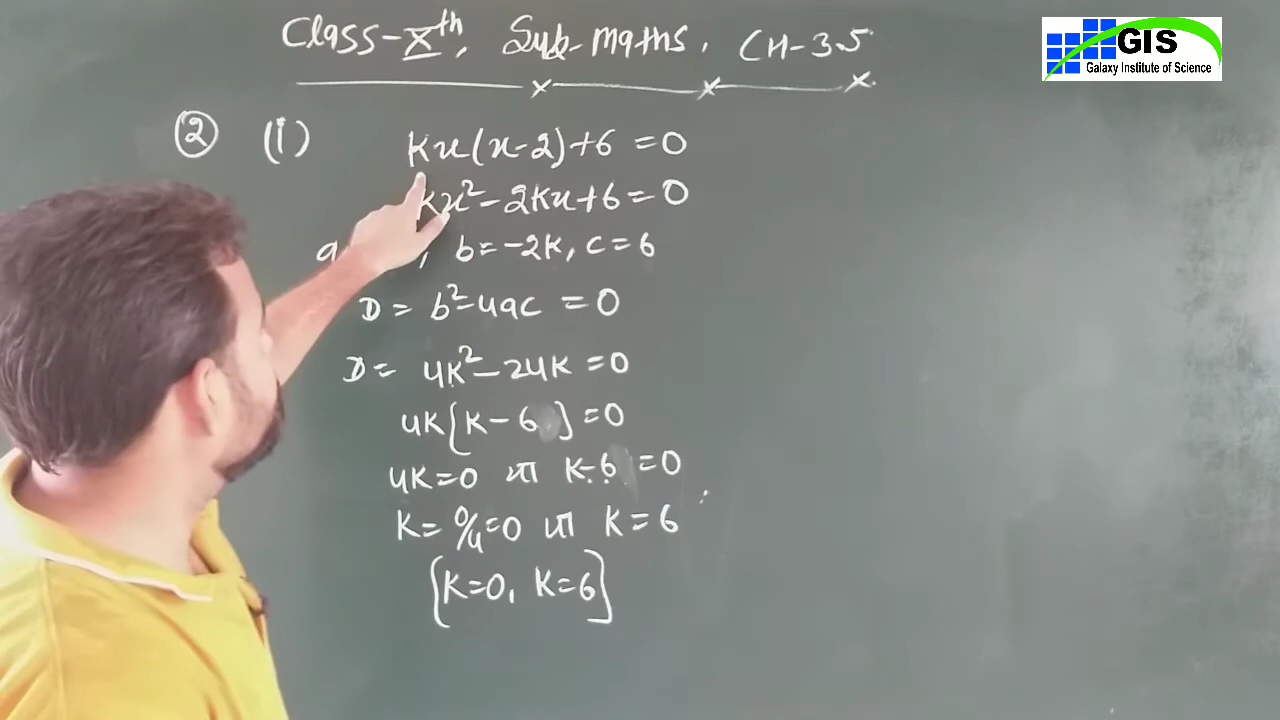 Class-Xth, Sub-Maths, CH-3.5
GIS
Galaxy Institute of Science
② (i) Kx(x-2)+6 =0
Kx²-2Kx+6=0
a , b=-2K, c=6
D = b²-4ac =0
D= 4K²-24K=0
4K[K-6]=0
4K=0 या K-6=0
K=0/4=0 या K=6
[K=0, K=6]